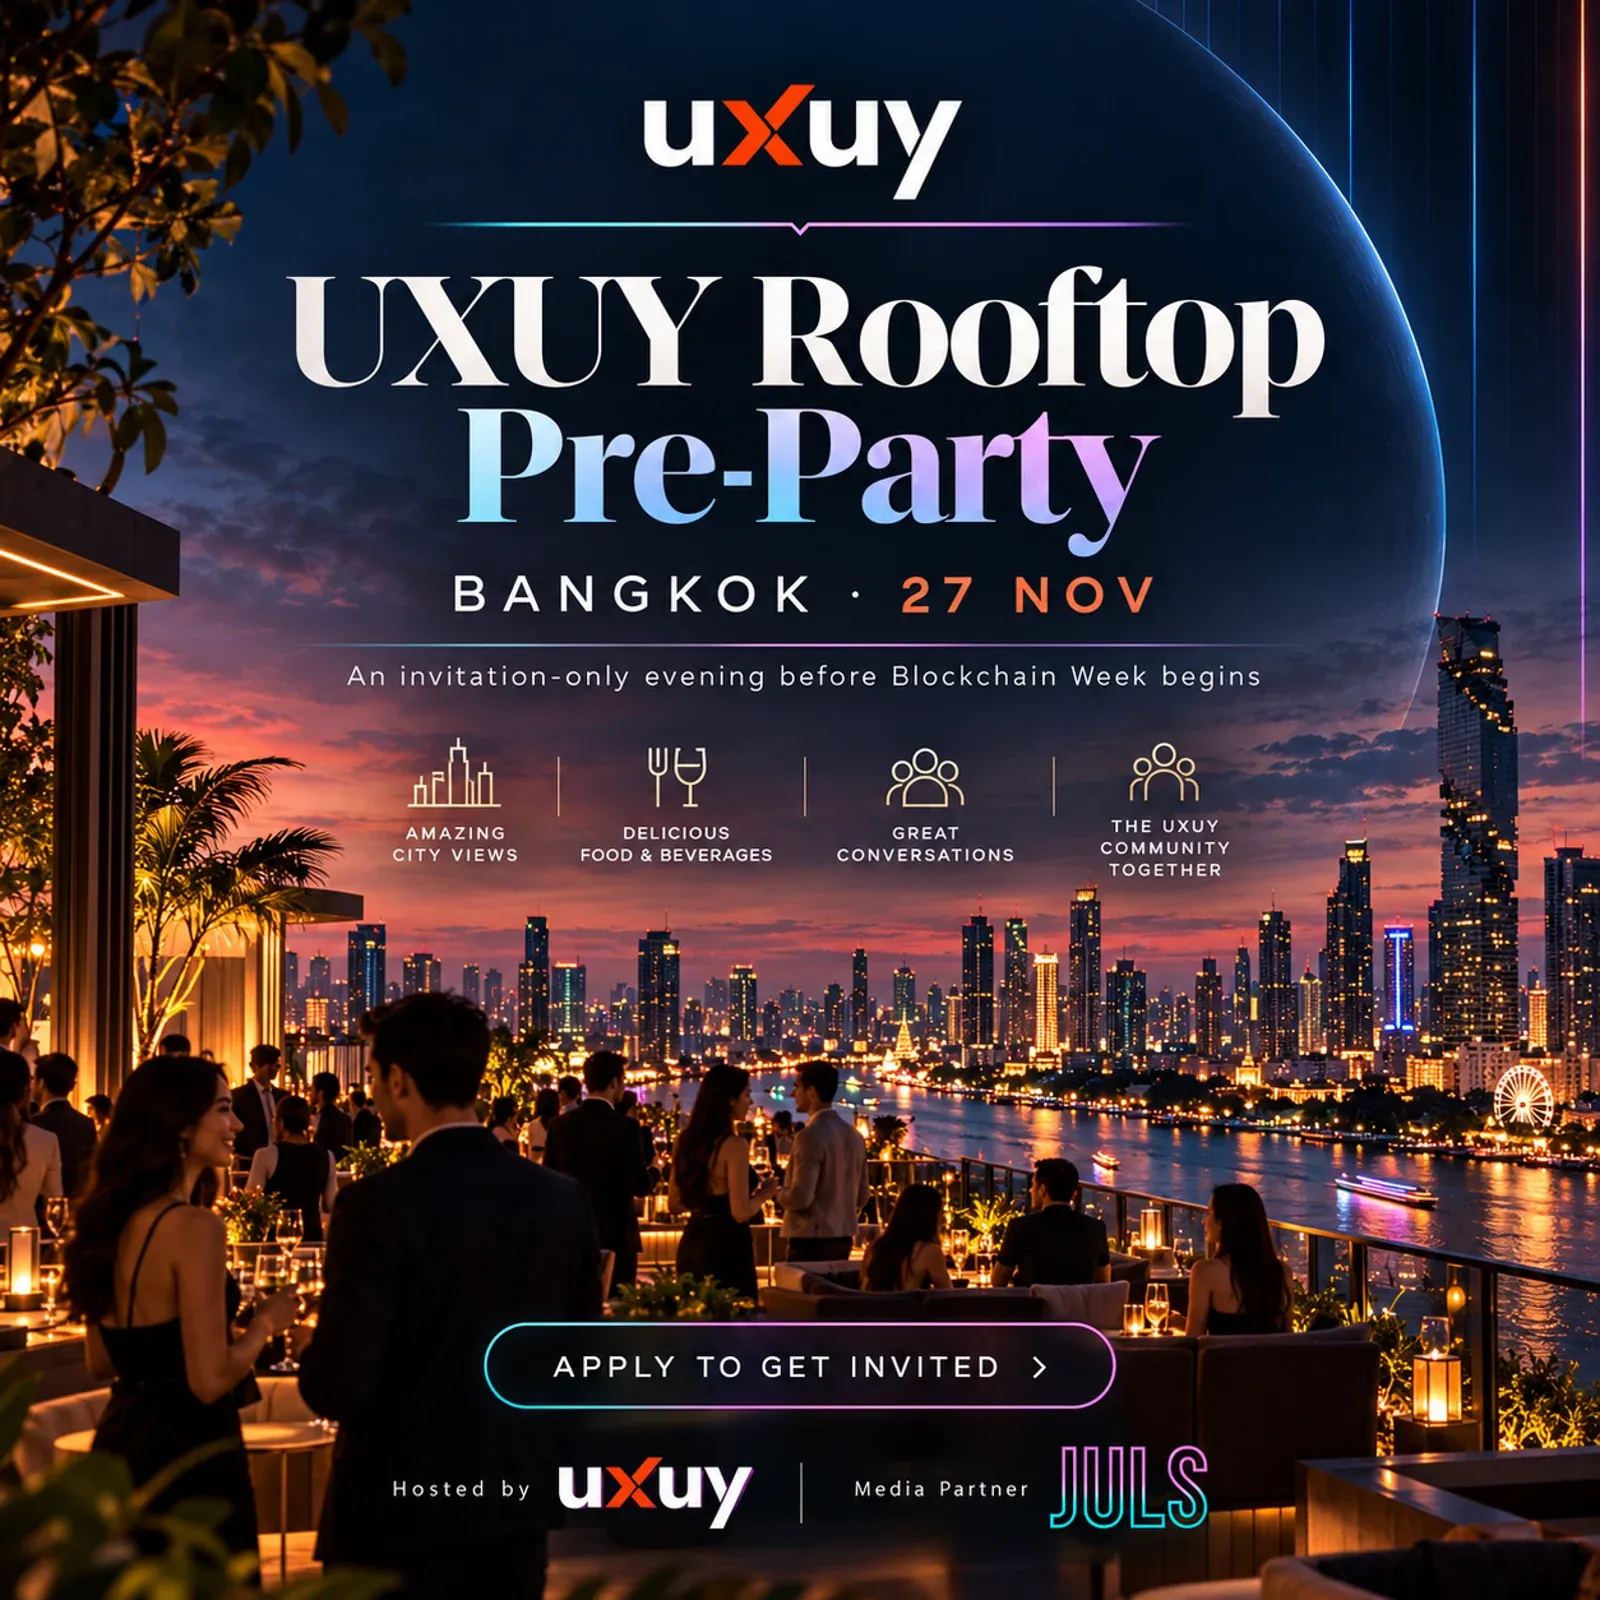 uxuy
UXUY Rooftop
Pre-Party
BANGKOK · 27 NOV
An invitation-only evening before Blockchain Week begins
AMAZING
CITY VIEWS
DELICIOUS
FOOD & BEVERAGES
GREAT
CONVERSATIONS
THE UXUY
COMMUNITY
TOGETHER
APPLY TO GET INVITED >
Hosted by uxuy
Media Partner JULS